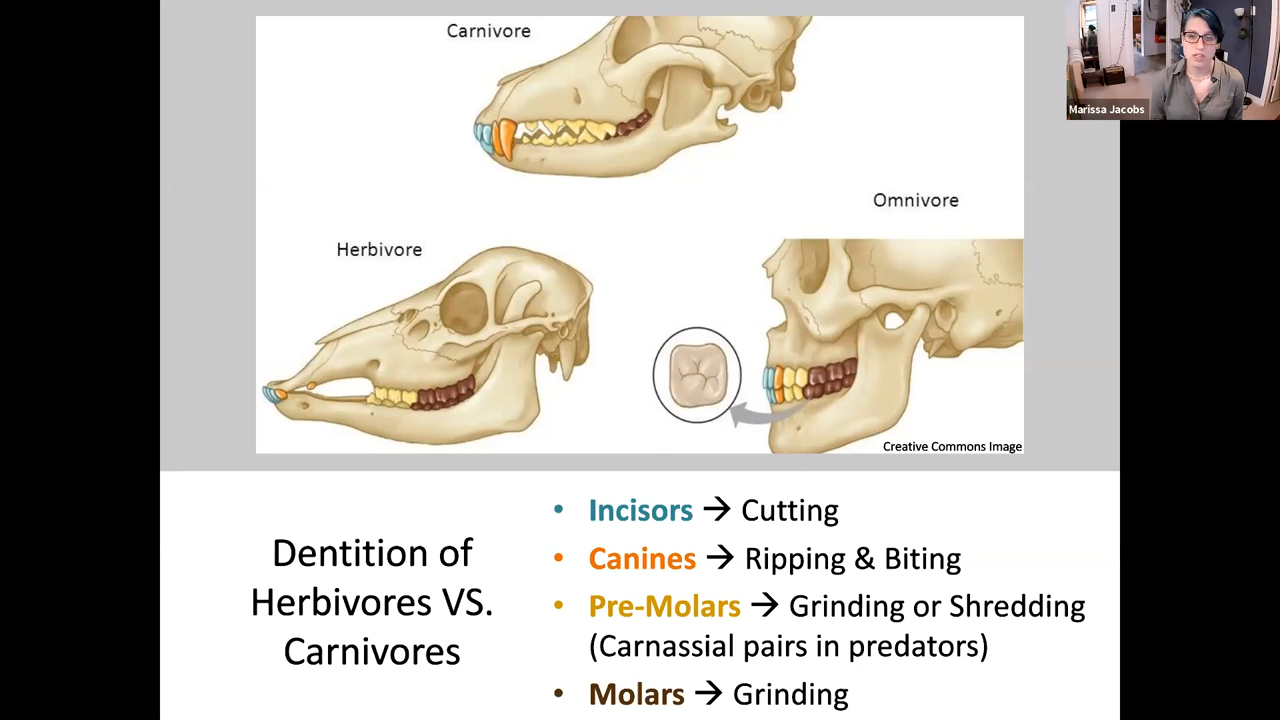 Carnivore
Marissa Jacobs
Omnivore
Herbivore
Creative Commons Image
Dentition of
Herbivores VS.
Carnivores
• Incisors → Cutting
• Canines → Ripping & Biting
• Pre-Molars → Grinding or Shredding
(Carnassial pairs in predators)
• Molars → Grinding